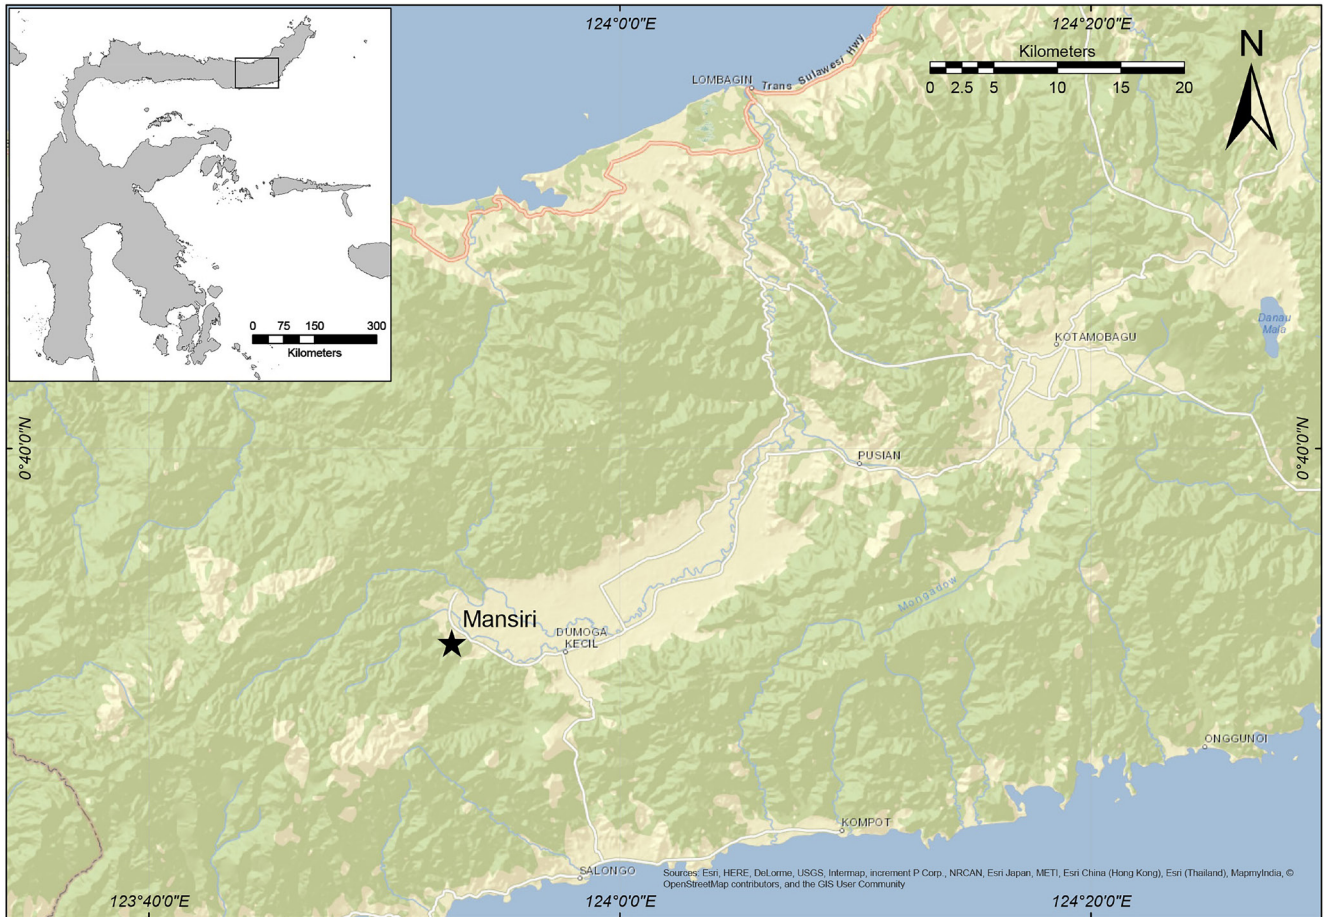 124°0'0"E
124°20'0"E
Kilometers
0 2.5 5 10 15 20
N
LOMBAGIN
Trans Sulawesi Hwy
0 75 150 300
Kilometers
Danau
KOTAMOBAGU
0°40'0"N
0°40'0"N
PUSIAN
Mongadow
Mansiri
DUMOGA
KECIL
ONGGUNOI
KOMPOT
SALONGO
Sources: Esri, HERE, DeLorme, USGS, Intermap, increment P Corp., NRCAN, Esri Japan, METI, Esri China (Hong Kong), Esri (Thailand), MapmyIndia, ©
OpenStreetMap contributors, and the GIS User Community
123°40'0"E
124°0'0"E
124°20'0"E